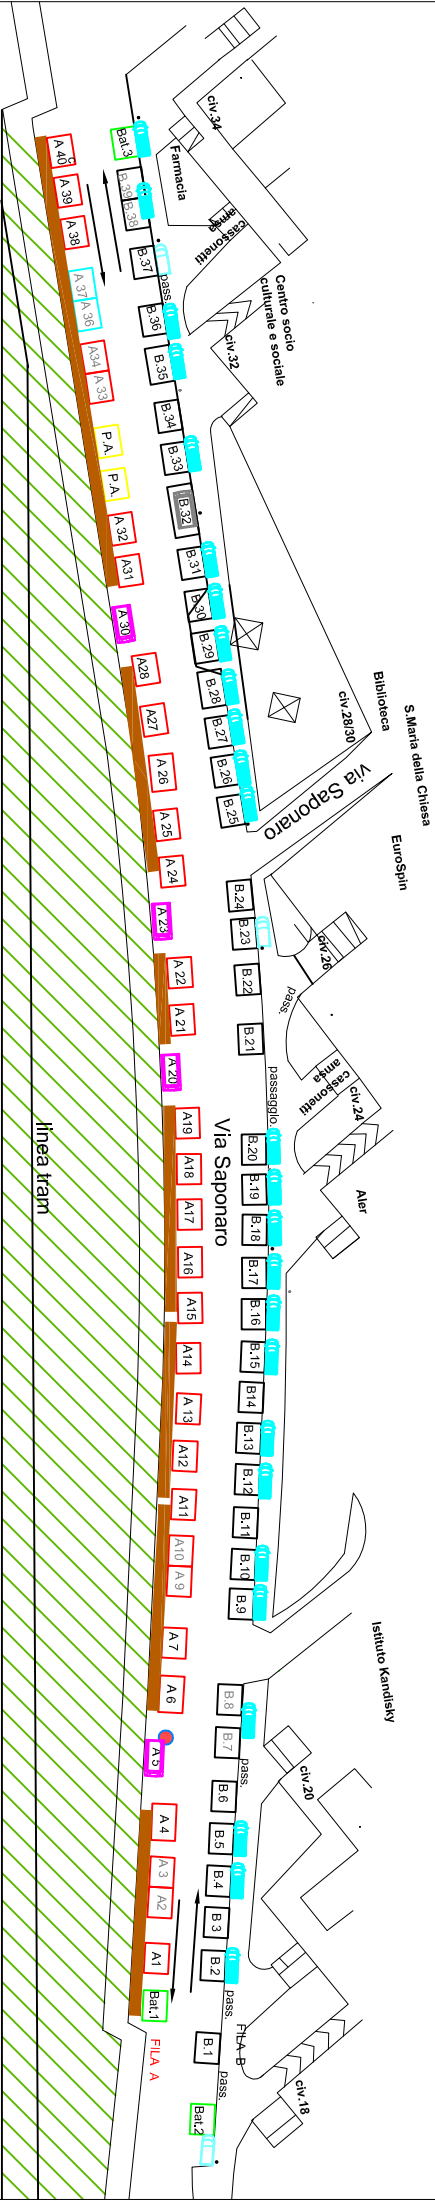 civ.34
Farmacia
cassonetti
amsa
Centro socio
culturale e sociale
civ.32
Biblioteca
civ.28/30
S.Maria della Chiesa
via Saponaro
EuroSpin
civ.26
pass.
cassonetti
amsa
civ.24
passaggio
Aler
Istituto Kandisky
civ.20
civ.18
Bat.3
B.39
B.38
B.37
pass.
B.36
B.35
B.34
B.33
B.32
B.31
B.30
B.29
B.28
B.27
B.26
B.25
B.24
B.23
B.22
B.21
B.20
B.19
B.18
B.17
B.16
B.15
B14
B.13
B.12
B.11
B.10
B.9
B.8
B.7
pass.
B.6
B.5
B.4
B 3
B.2
pass.
FILA B
B.1
pass.
Bat.2
Via Saponaro
A 40
c
A 39
A 38
A 37
A 36
A34
A 33
P.A.
P.A.
A 32
A31
A 30
A28
A27
A 26
A 25
A 24
A 23
A 22
A 21
A 20
A19
A18
A17
A16
A15
A14
A 13
A12
A11
A10
A 9
A 7
A 6
A 5
A 4
A 3
A2
A1
Bat.1
FILA A
linea tram